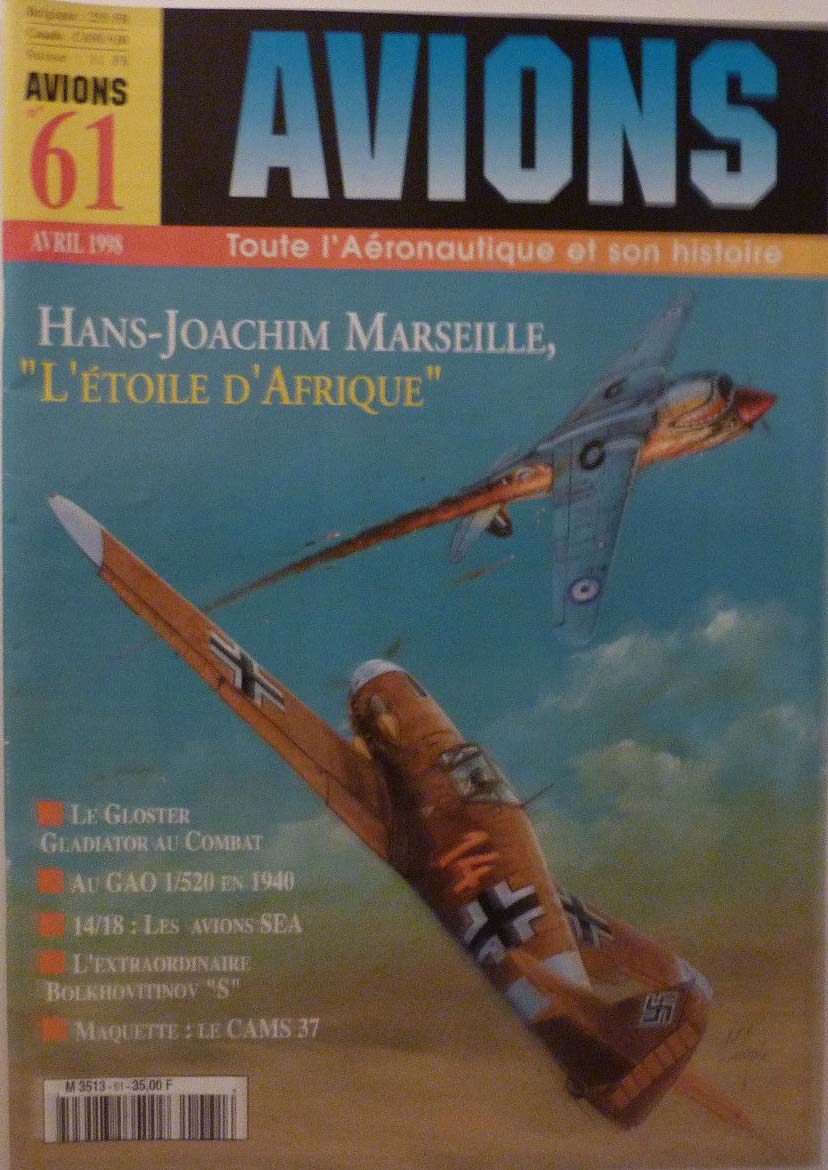 AVIONS
AVIONS
n° 61
AVRIL 1998
Toute l'Aéronautique et son histoire
HANS-JOACHIM MARSEILLE,
"L'ÉTOILE D'AFRIQUE"
14
LE GLOSTER
GLADIATOR AU COMBAT
AU GAO 1/520 EN 1940
14/18 : LES AVIONS SEA
L'EXTRAORDINAIRE
BOLKHOVITINOV "S"
MAQUETTE : LE CAMS 37
M 3513 - 61 - 35,00 F